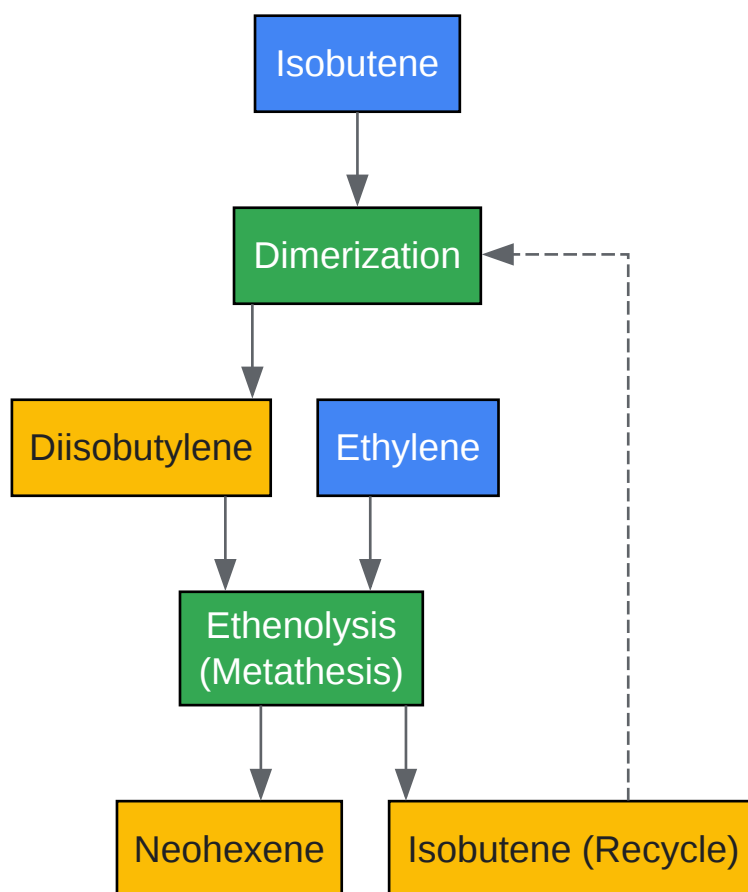 Isobutene
Dimerization
Diisobutylene
Ethylene
Ethenolysis
(Metathesis)
Neohexene
Isobutene (Recycle)